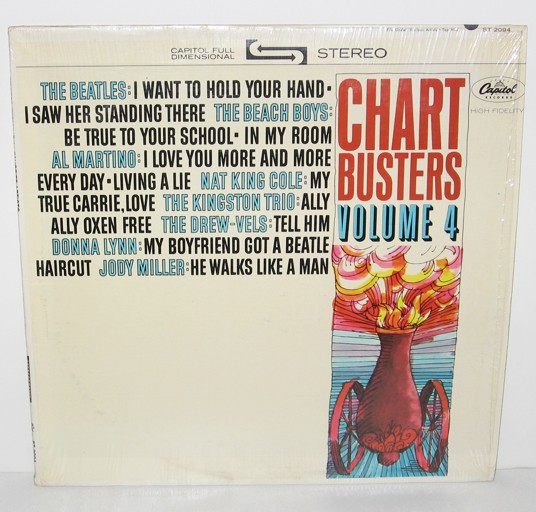 ST 2094
CAPITOL FULL
DIMENSIONAL
STEREO
THE BEATLES: I WANT TO HOLD YOUR HAND •
I SAW HER STANDING THERE THE BEACH BOYS:
BE TRUE TO YOUR SCHOOL • IN MY ROOM
AL MARTINO: I LOVE YOU MORE AND MORE
EVERY DAY • LIVING A LIE NAT KING COLE: MY
TRUE CARRIE, LOVE THE KINGSTON TRIO: ALLY
ALLY OXEN FREE THE DREW-VELS: TELL HIM
DONNA LYNN: MY BOYFRIEND GOT A BEATLE
HAIRCUT JODY MILLER: HE WALKS LIKE A MAN
CHART
BUSTERS
VOLUME 4
Capitol
RECORDS
HIGH FIDELITY